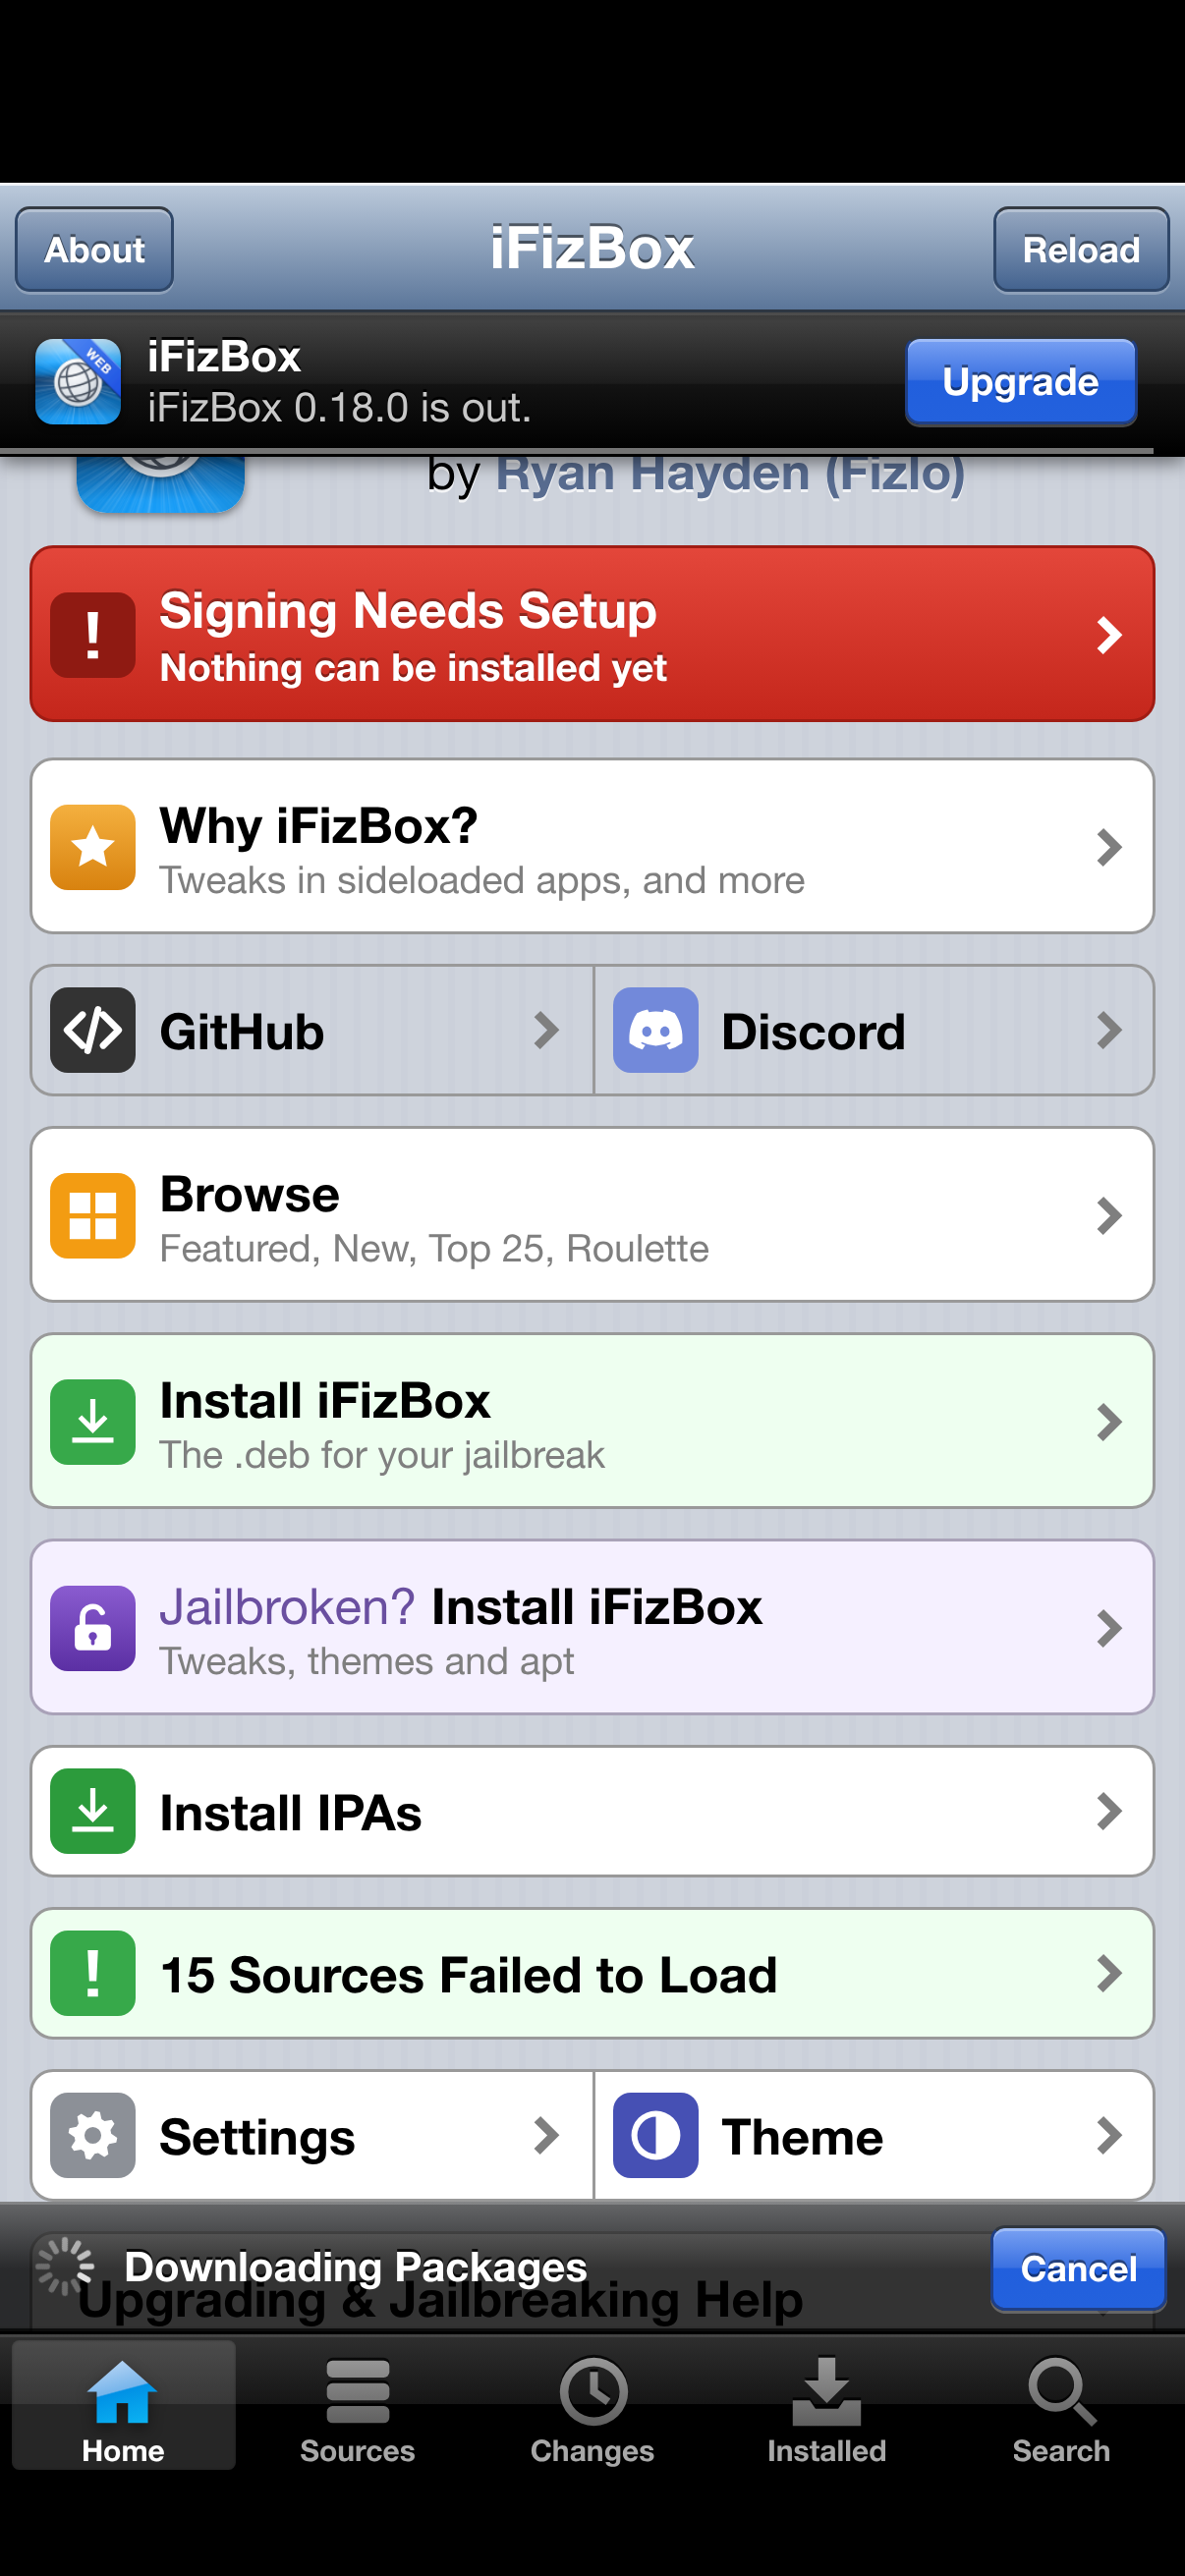 About
iFizBox
Reload
WEB
iFizBox
iFizBox 0.18.0 is out.
Upgrade
by Ryan Hayden (Fizlo)
!
Signing Needs Setup
Nothing can be installed yet
Why iFizBox?
Tweaks in sideloaded apps, and more
GitHub
Discord
Browse
Featured, New, Top 25, Roulette
Install iFizBox
The .deb for your jailbreak
Jailbroken? Install iFizBox
Tweaks, themes and apt
Install IPAs
!
15 Sources Failed to Load
Settings
Theme
Downloading Packages
Cancel
Upgrading & Jailbreaking Help
Home
Sources
Changes
Installed
Search